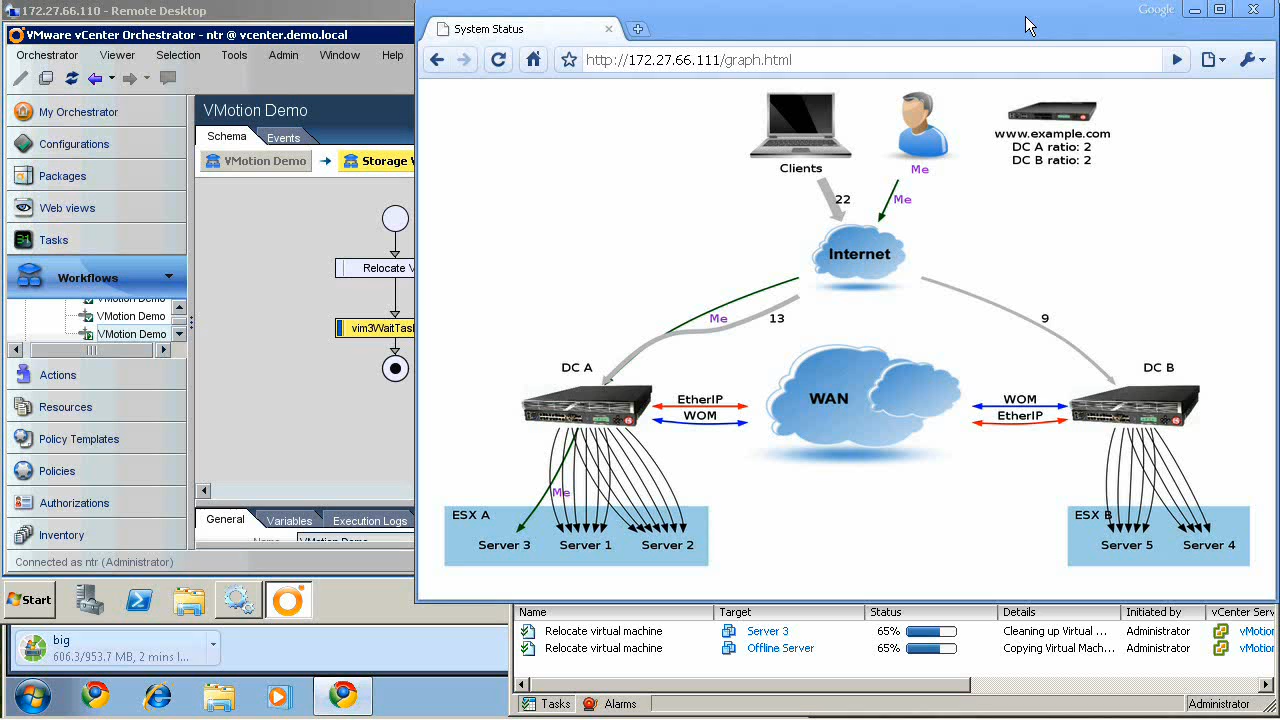 172.27.66.110 - Remote Desktop
VMware vCenter Orchestrator - ntr @ vcenter.demo.local
Orchestrator Viewer Selection Tools Admin Window Help
My Orchestrator
Configurations
Packages
Web views
Tasks
Workflows
VMotion Demo
VMotion Demo
VMotion Demo
Actions
Resources
Policy Templates
Policies
Authorizations
Inventory
Connected as ntr (Administrator)
VMotion Demo
Schema Events
VMotion Demo Storage
Relocate V
vim3WaitTas
General Variables Execution Logs
Name VMotion Demo
Start
Google
System Status
http://172.27.66.111/graph.html
Clients
Me
www.example.com
DC A ratio: 2
DC B ratio: 2
22
Me
Internet
Me
13
9
DC A
DC B
WAN
EtherIP
WOM
WOM
EtherIP
Me
ESX A
Server 3 Server 1 Server 2
ESX B
Server 5 Server 4
Name Target Status Details Initiated by vCenter Serv
Relocate virtual machine Server 3 65% Cleaning up Virtual ... Administrator vMotio
Relocate virtual machine Offline Server 65% Copying Virtual Mach... Administrator vMotio
Tasks Alarms Administrator
big
606.3/953.7 MB, 2 mins l...